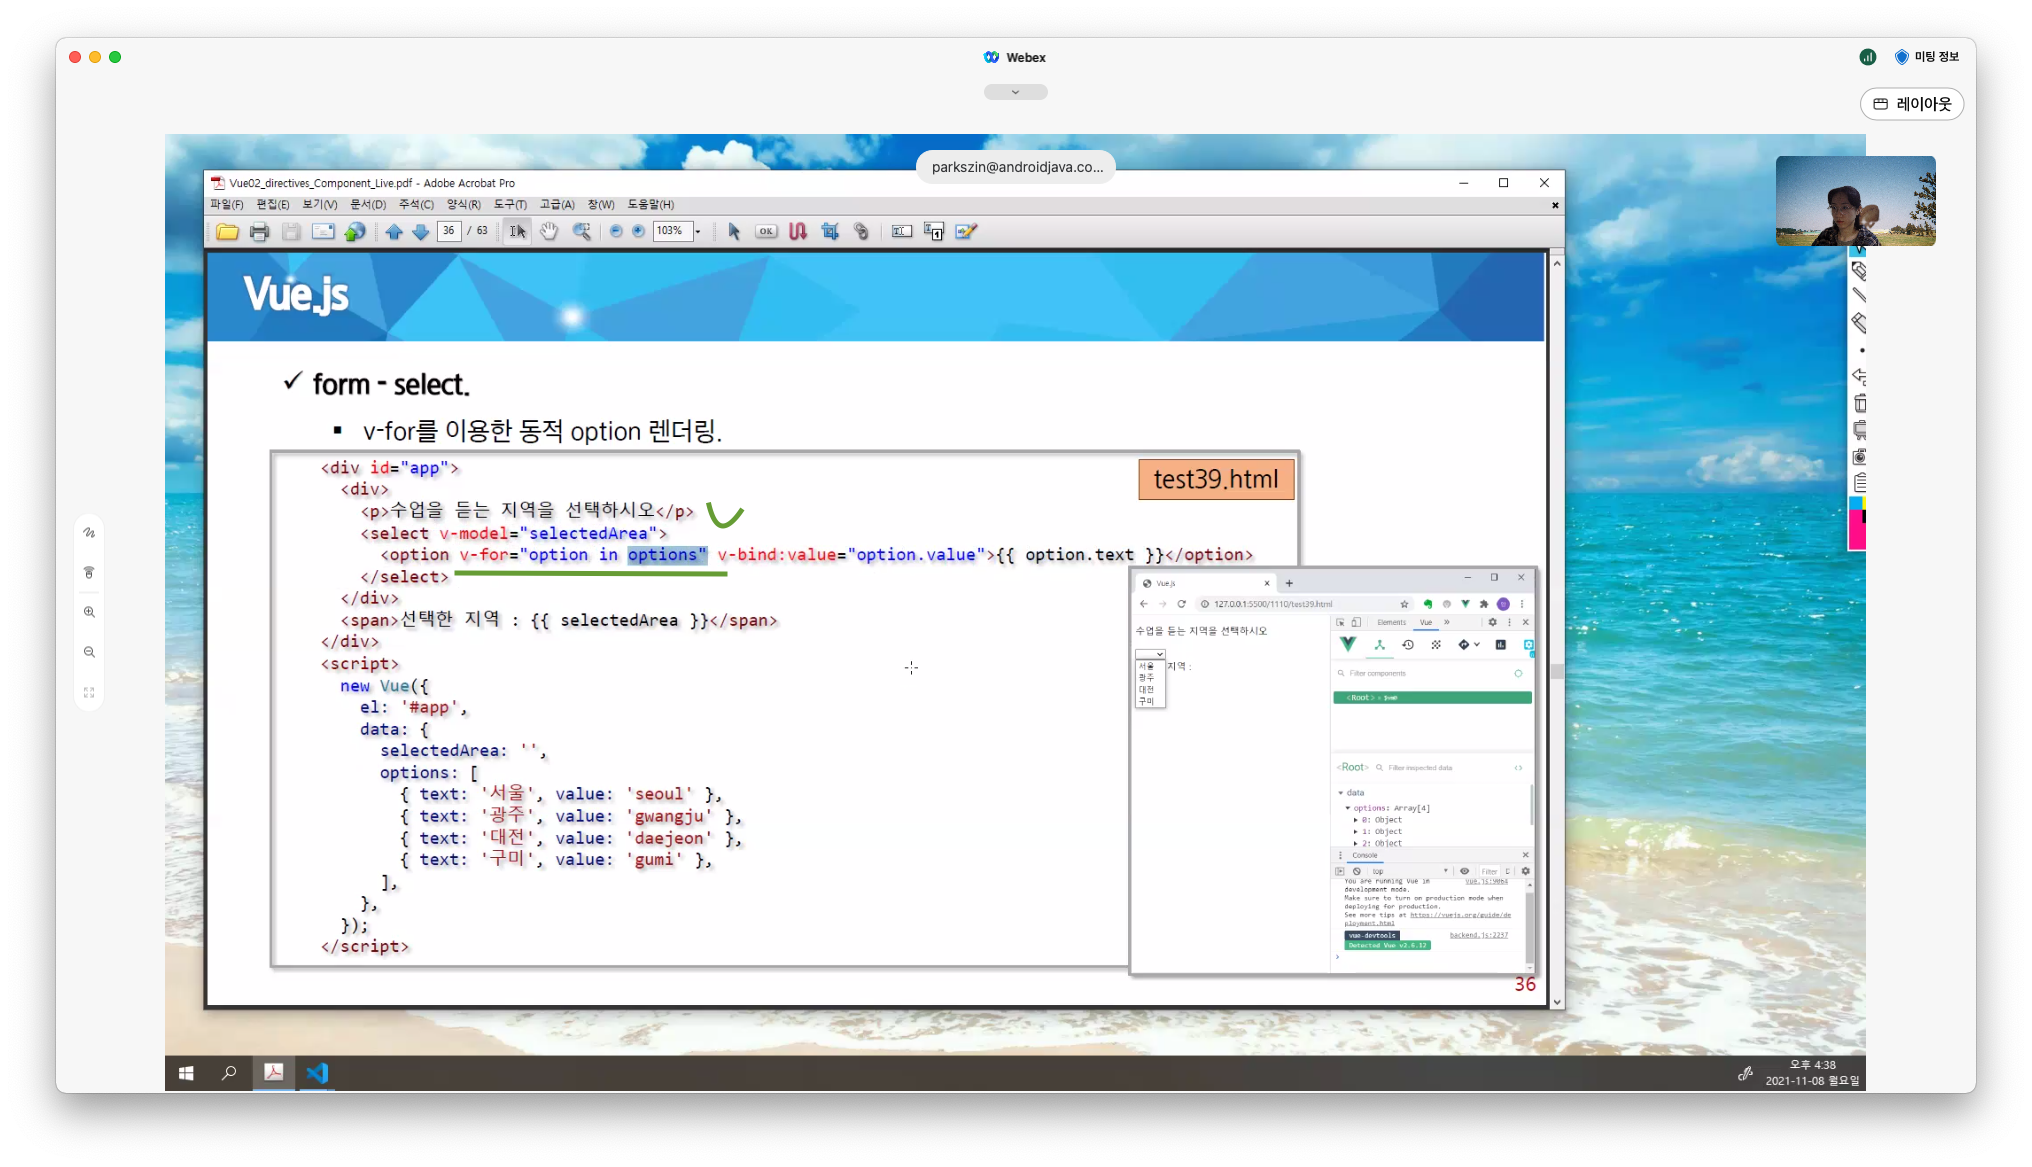 Webex
미팅 정보
레이아웃
parkszin@androidjava.co...
Vue02_directives_Component_Live.pdf - Adobe Acrobat Pro
파일(F) 편집(E) 보기(V) 문서(D) 주석(C) 양식(R) 도구(T) 고급(A) 창(W) 도움말(H)
36 / 63 103% OK
Vue.js
✓ form - select.
▪ v-for를 이용한 동적 option 렌더링.
test39.html
<div id="app">
<div>
<p>수업을 듣는 지역을 선택하시오</p>
<select v-model="selectedArea">
<option v-for="option in options" v-bind:value="option.value">{{ option.text }}</option>
</select>
</div>
<span>선택한 지역 : {{ selectedArea }}</span>
</div>
<script>
new Vue({
el: '#app',
data: {
selectedArea: '',
options: [
{ text: '서울', value: 'seoul' },
{ text: '광주', value: 'gwangju' },
{ text: '대전', value: 'daejeon' },
{ text: '구미', value: 'gumi' },
],
},
});
</script>
Vue.js
127.0.0.1:5500/1110/test39.html
수업을 듣는 지역을 선택하시오
지역 :
서울
광주
대전
구미
Elements Vue »
Filter components
<Root>
<Root> Filter inspected data
data
options: Array[4]
0: Object
1: Object
2: Object
Console
top Filter
You are running Vue in vue.js:9064
development mode.
Make sure to turn on production mode when
deploying for production.
See more tips at https://vuejs.org/guide/de
ployment.html
vue-devtools backend.js:2237
Detected Vue v2.6.12
36
오후 4:38
2021-11-08 월요일